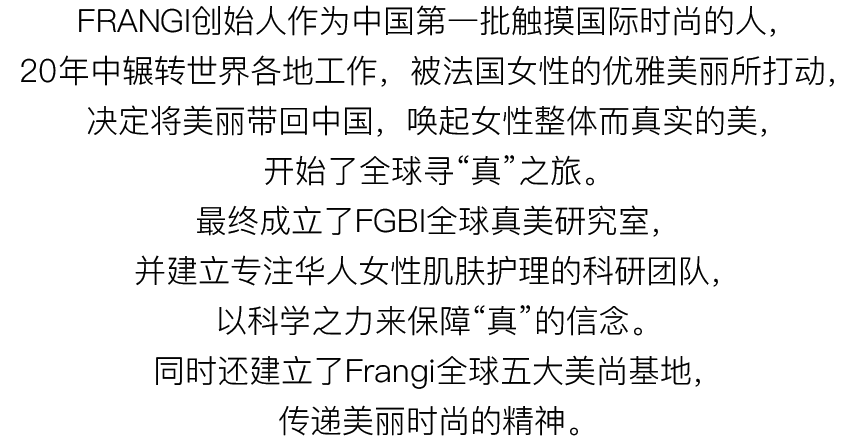 FRANGI创始人作为中国第一批触摸国际时尚的人，
20年中辗转世界各地工作，被法国女性的优雅美丽所打动，
决定将美丽带回中国，唤起女性整体而真实的美，
开始了全球寻“真”之旅。
最终成立了FGBI全球真美研究室，
并建立专注华人女性肌肤护理的科研团队，
以科学之力来保障“真”的信念。
同时还建立了Frangi全球五大美尚基地，
传递美丽时尚的精神。